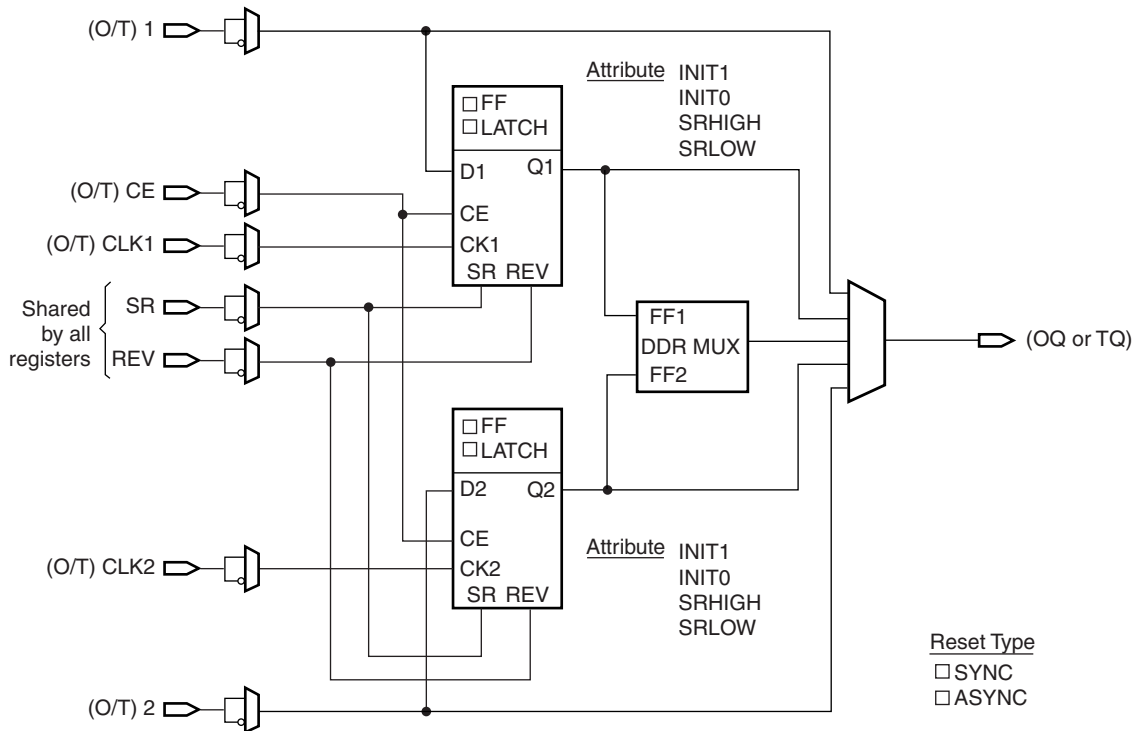 (O/T) 1
Attribute INIT1
INIT0
SRHIGH
SRLOW
FF
LATCH
D1 Q1
CE
CK1
SR REV
(O/T) CE
(O/T) CLK1
Shared
by all
registers
SR
REV
FF1
DDR MUX
FF2
(OQ or TQ)
FF
LATCH
D2 Q2
CE
CK2
SR REV
Attribute INIT1
INIT0
SRHIGH
SRLOW
(O/T) CLK2
(O/T) 2
Reset Type
SYNC
ASYNC